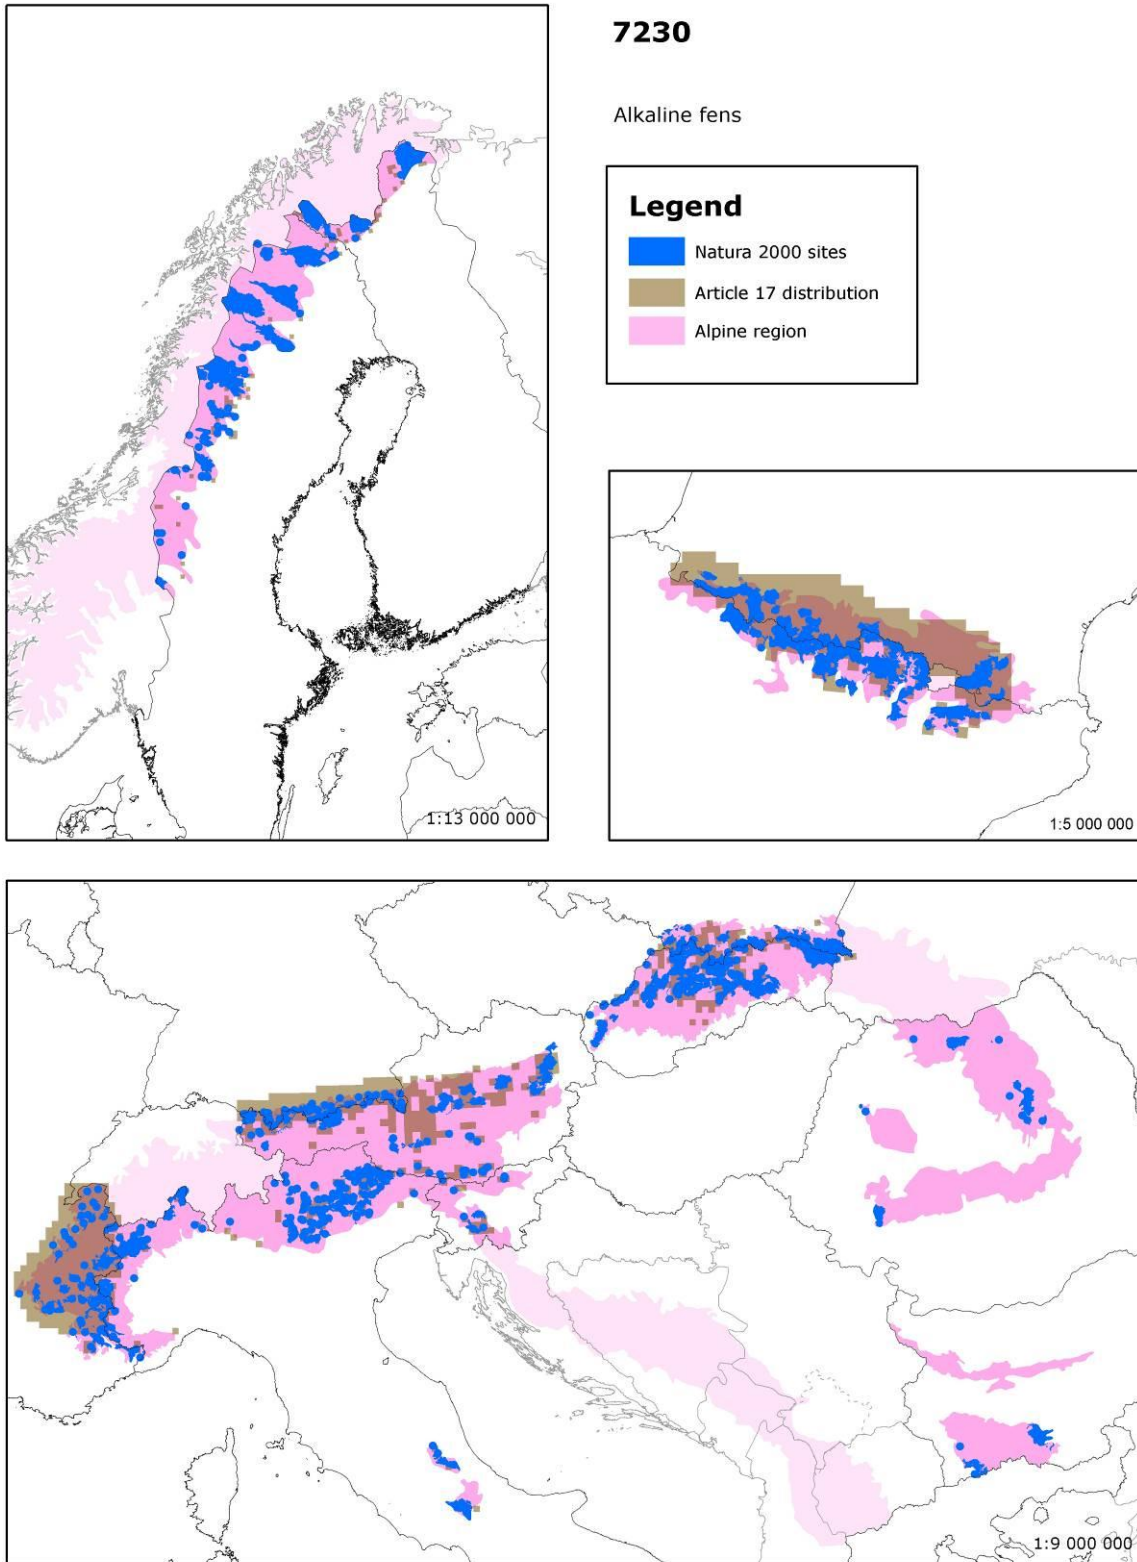 7230
Alkaline fens
Legend
Natura 2000 sites
Article 17 distribution
Alpine region
1:13 000 000
1:5 000 000
1:9 000 000